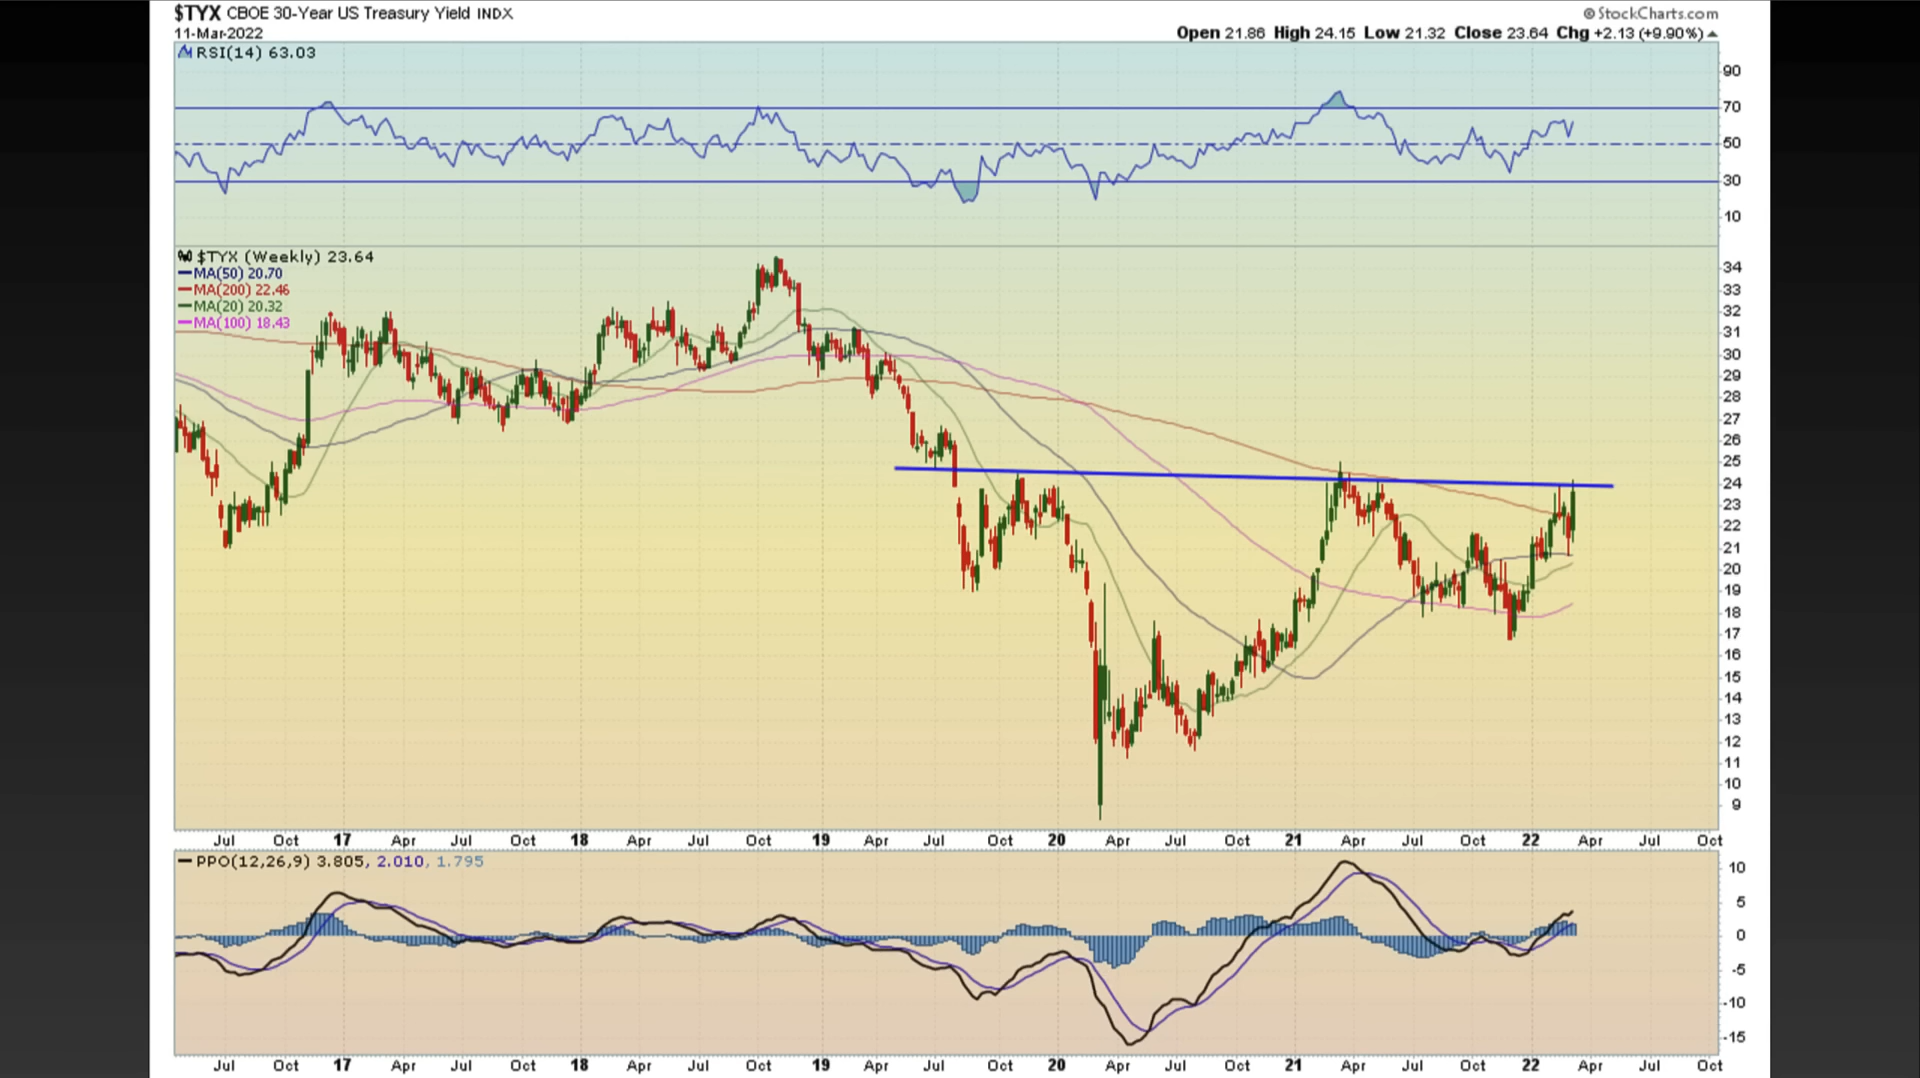 $TYX CBOE 30-Year US Treasury Yield INDX
© StockCharts.com
11-Mar-2022
Open 21.86 High 24.15 Low 21.32 Close 23.64 Chg +2.13 (+9.90%)
RSI(14) 63.03
90
70
50
30
10
$TYX (Weekly) 23.64
MA(50) 20.70
MA(200) 22.46
MA(20) 20.32
MA(100) 18.43
34
33
32
31
30
29
28
27
26
25
24
23
22
21
20
19
18
17
16
15
14
13
12
11
10
9
Jul Oct 17 Apr Jul Oct 18 Apr Jul Oct 19 Apr Jul Oct 20 Apr Jul Oct 21 Apr Jul Oct 22 Apr Jul Oct
PPO(12,26,9) 3.805, 2.010, 1.795
10
5
0
-5
-10
-15
Jul Oct 17 Apr Jul Oct 18 Apr Jul Oct 19 Apr Jul Oct 20 Apr Jul Oct 21 Apr Jul Oct 22 Apr Jul Oct